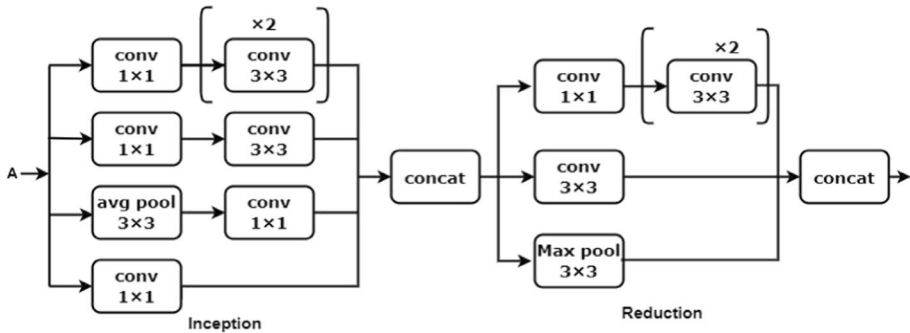 ×2
conv
1×1
conv
3×3
conv
1×1
conv
3×3
A
avg pool
3×3
conv
1×1
conv
1×1
Inception
concat
×2
conv
1×1
conv
3×3
conv
3×3
Max pool
3×3
concat
Reduction